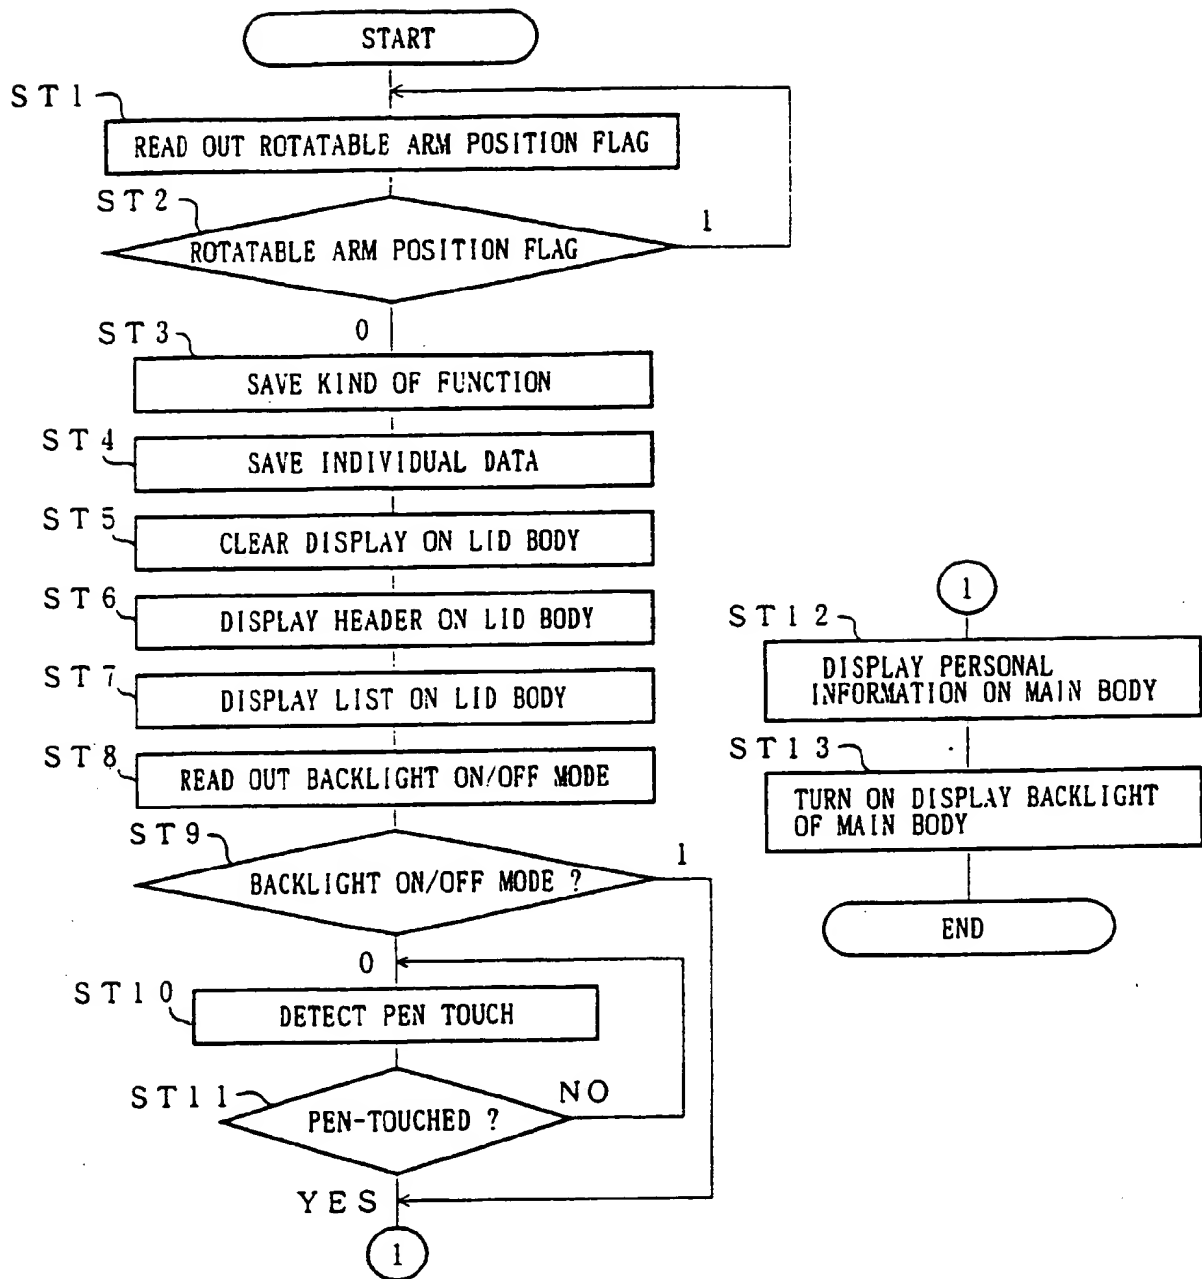 START
ST1
READ OUT ROTATABLE ARM POSITION FLAG
ST2
ROTATABLE ARM POSITION FLAG
1
0
ST3
SAVE KIND OF FUNCTION
ST4
SAVE INDIVIDUAL DATA
ST5
CLEAR DISPLAY ON LID BODY
ST6
DISPLAY HEADER ON LID BODY
ST7
DISPLAY LIST ON LID BODY
ST8
READ OUT BACKLIGHT ON/OFF MODE
ST9
BACKLIGHT ON/OFF MODE ?
1
0
ST10
DETECT PEN TOUCH
ST11
PEN-TOUCHED ?
NO
YES
1
1
ST12
DISPLAY PERSONAL
INFORMATION ON MAIN BODY
ST13
TURN ON DISPLAY BACKLIGHT
OF MAIN BODY
END